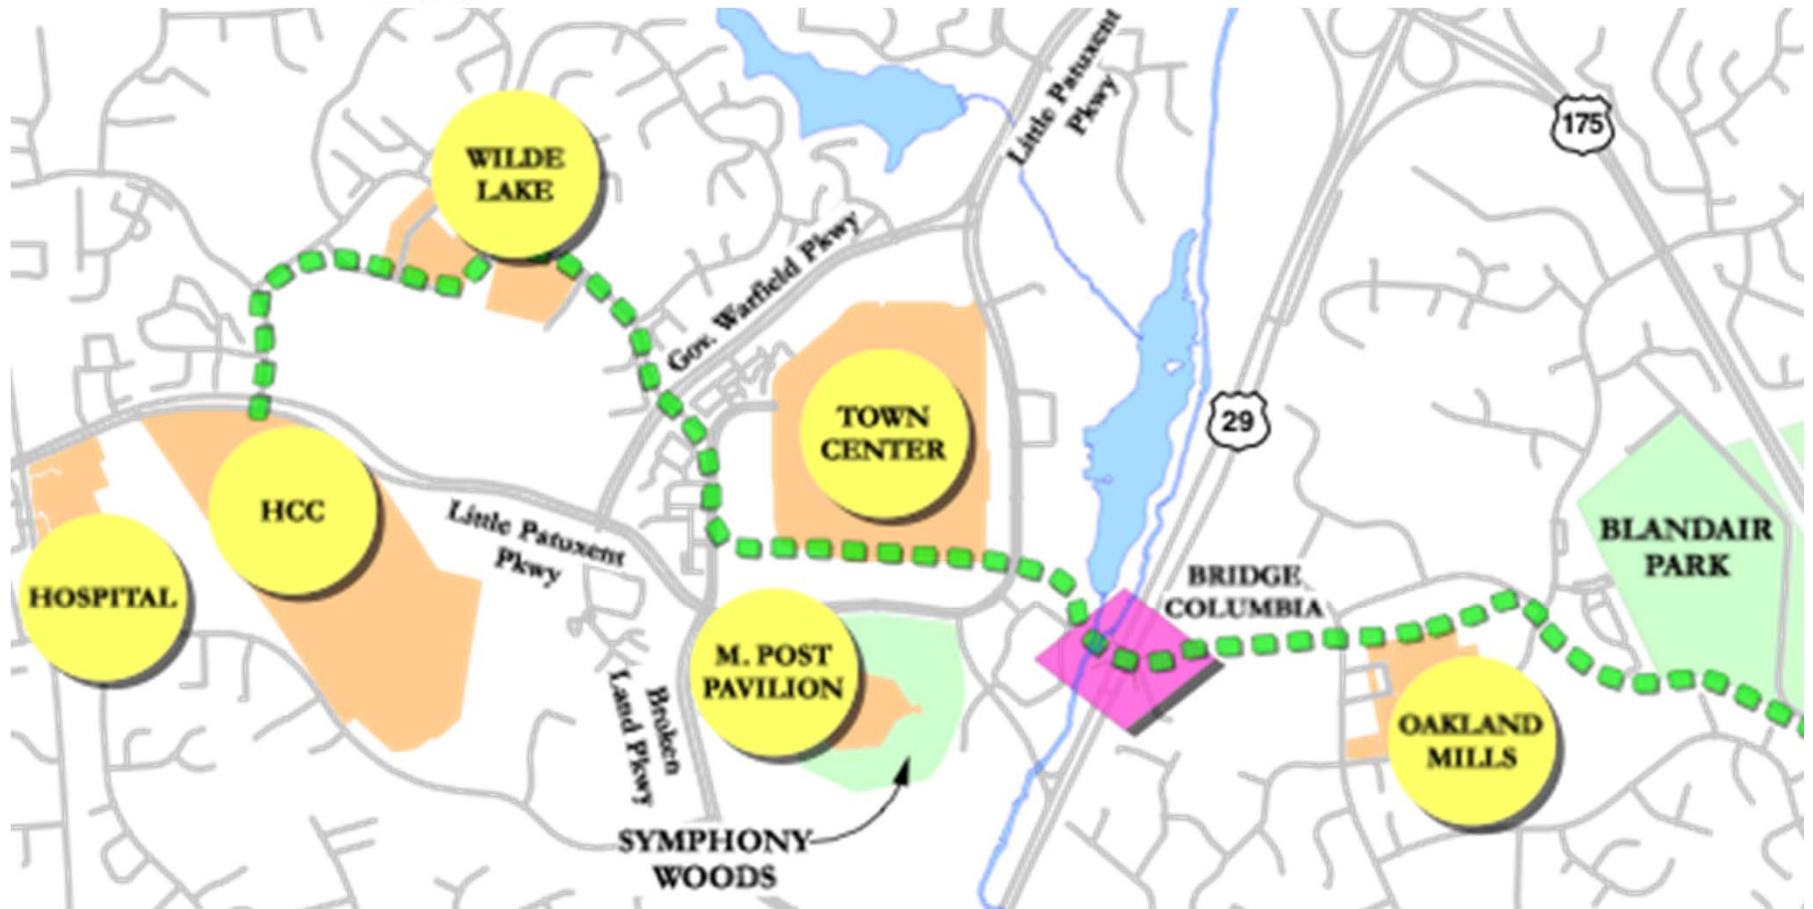 Little Patuxent
Pkwy
175
WILDE
LAKE
Gov. Warfield Pkwy
29
TOWN
CENTER
HCC
Little Patuxent
Pkwy
BLANDAIR
PARK
HOSPITAL
BRIDGE
COLUMBIA
M. POST
PAVILION
Broken
Land Pkwy
OAKLAND
MILLS
SYMPHONY
WOODS